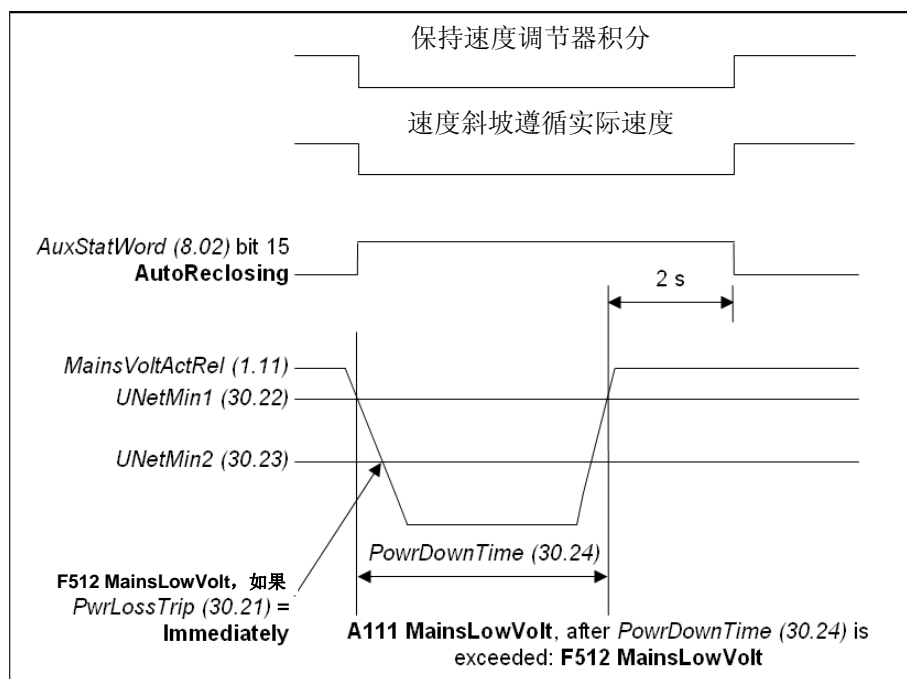 保持速度调节器积分
速度斜坡遵循实际速度
AuxStatWord (8.02) bit 15
AutoReclosing
2 s
MainsVoltActRel (1.11)
UNetMin1 (30.22)
UNetMin2 (30.23)
PowrDownTime (30.24)
F512 MainsLowVolt，如果
PwrLossTrip (30.21) =
Immediately
A111 MainsLowVolt, after PowrDownTime (30.24) is
exceeded: F512 MainsLowVolt